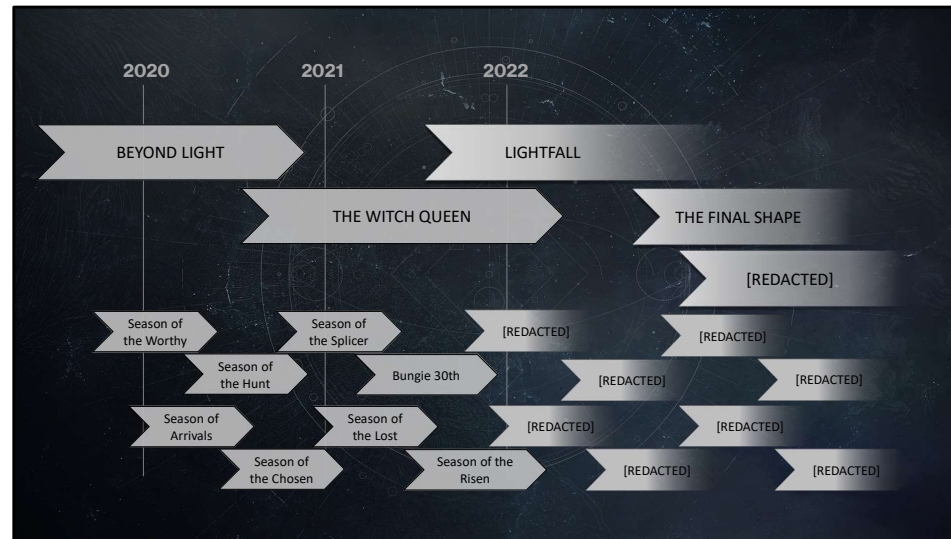 2020
2021
2022
BEYOND LIGHT
LIGHTFALL
THE WITCH QUEEN
THE FINAL SHAPE
[REDACTED]
Season of
the Worthy
Season of
the Splicer
[REDACTED]
[REDACTED]
Season of
the Hunt
Bungie 30th
[REDACTED]
[REDACTED]
Season of
Arrivals
Season of
the Lost
[REDACTED]
[REDACTED]
Season of
the Chosen
Season of the
Risen
[REDACTED]
[REDACTED]